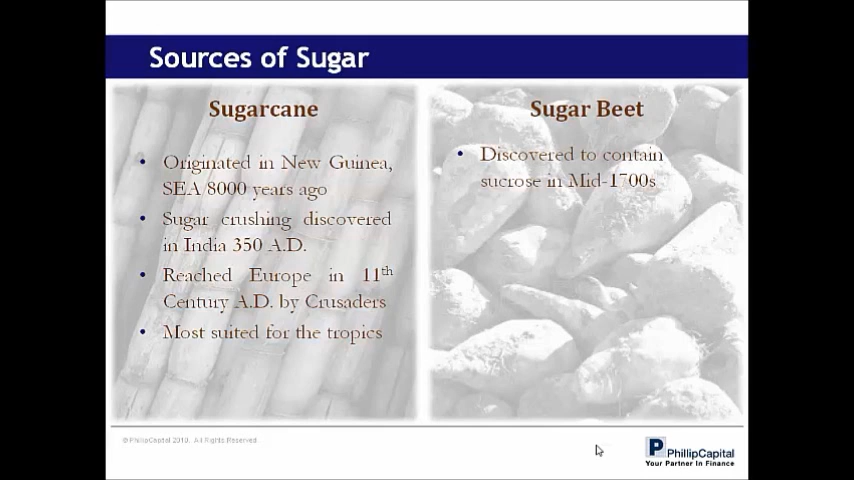 Sources of Sugar
Sugarcane
• Originated in New Guinea,
SEA 8000 years ago
• Sugar crushing discovered
in India 350 A.D.
• Reached Europe in 11th
Century A.D. by Crusaders
• Most suited for the tropics
Sugar Beet
• Discovered to contain
sucrose in Mid-1700s
© PhillipCapital 2010. All Rights Reserved
P PhillipCapital
Your Partner In Finance